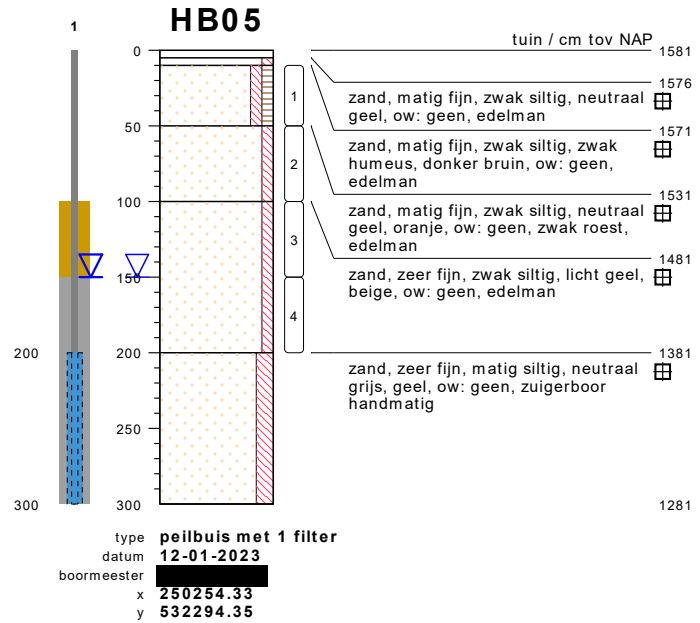 HB05
1
tuin / cm tov NAP
0
1581
1576
zand, matig fijn, zwak siltig, neutraal
geel, ow: geen, edelman
1
50
1571
zand, matig fijn, zwak siltig, zwak
humeus, donker bruin, ow: geen,
edelman
2
100
1531
zand, matig fijn, zwak siltig, neutraal
geel, oranje, ow: geen, zwak roest,
edelman
3
150
1481
zand, zeer fijn, zwak siltig, licht geel,
beige, ow: geen, edelman
4
200
200
1381
zand, zeer fijn, matig siltig, neutraal
grijs, geel, ow: geen, zuigerboor
handmatig
250
300
300
1281
type peilbuis met 1 filter
datum 12-01-2023
boormeester
x 250254.33
y 532294.35